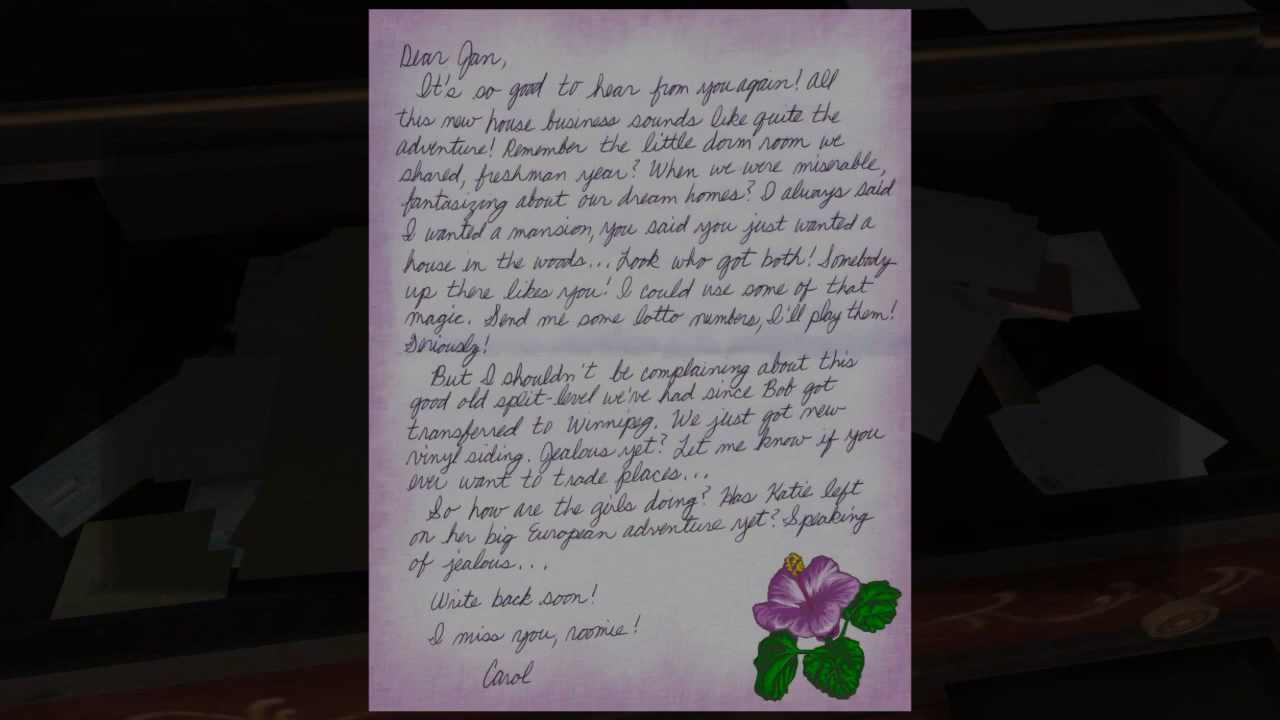 Dear Jan,
It's so good to hear from you again! All
this new house business sounds like quite the
adventure! Remember the little dorm room we
shared, freshman year? When we were miserable,
fantasizing about our dream homes? I always said
I wanted a mansion, you said you just wanted a
house in the woods... Look who got both! Somebody
up there likes you! I could use some of that
magic. Send me some lotto numbers, I'll play them!
Seriously!
But I shouldn't be complaining about this
good old split-level we've had since Bob got
transferred to Winnipeg. We just got new
vinyl siding. Jealous yet? Let me know if you
ever want to trade places...
So how are the girls doing? Has Katie left
on her big European adventure yet? Speaking
of jealous...
Write back soon!
I miss you, roomie!
Carol